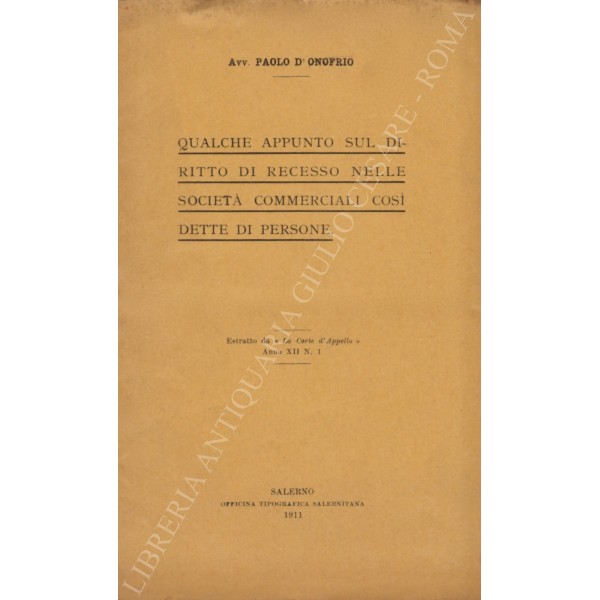 Avv. PAOLO D' ONOFRIO
QUALCHE APPUNTO SUL DI-
RITTO DI RECESSO NELLE
SOCIETÀ COMMERCIALI COSÌ
DETTE DI PERSONE
Estratto da « La Corte d'Appello »
Anno XII N. 1
SALERNO
OFFICINA TIPOGRAFICA SALERNITANA
1911
LIBRERIA ANTIQUARIA GIULIO CESARE - ROMA